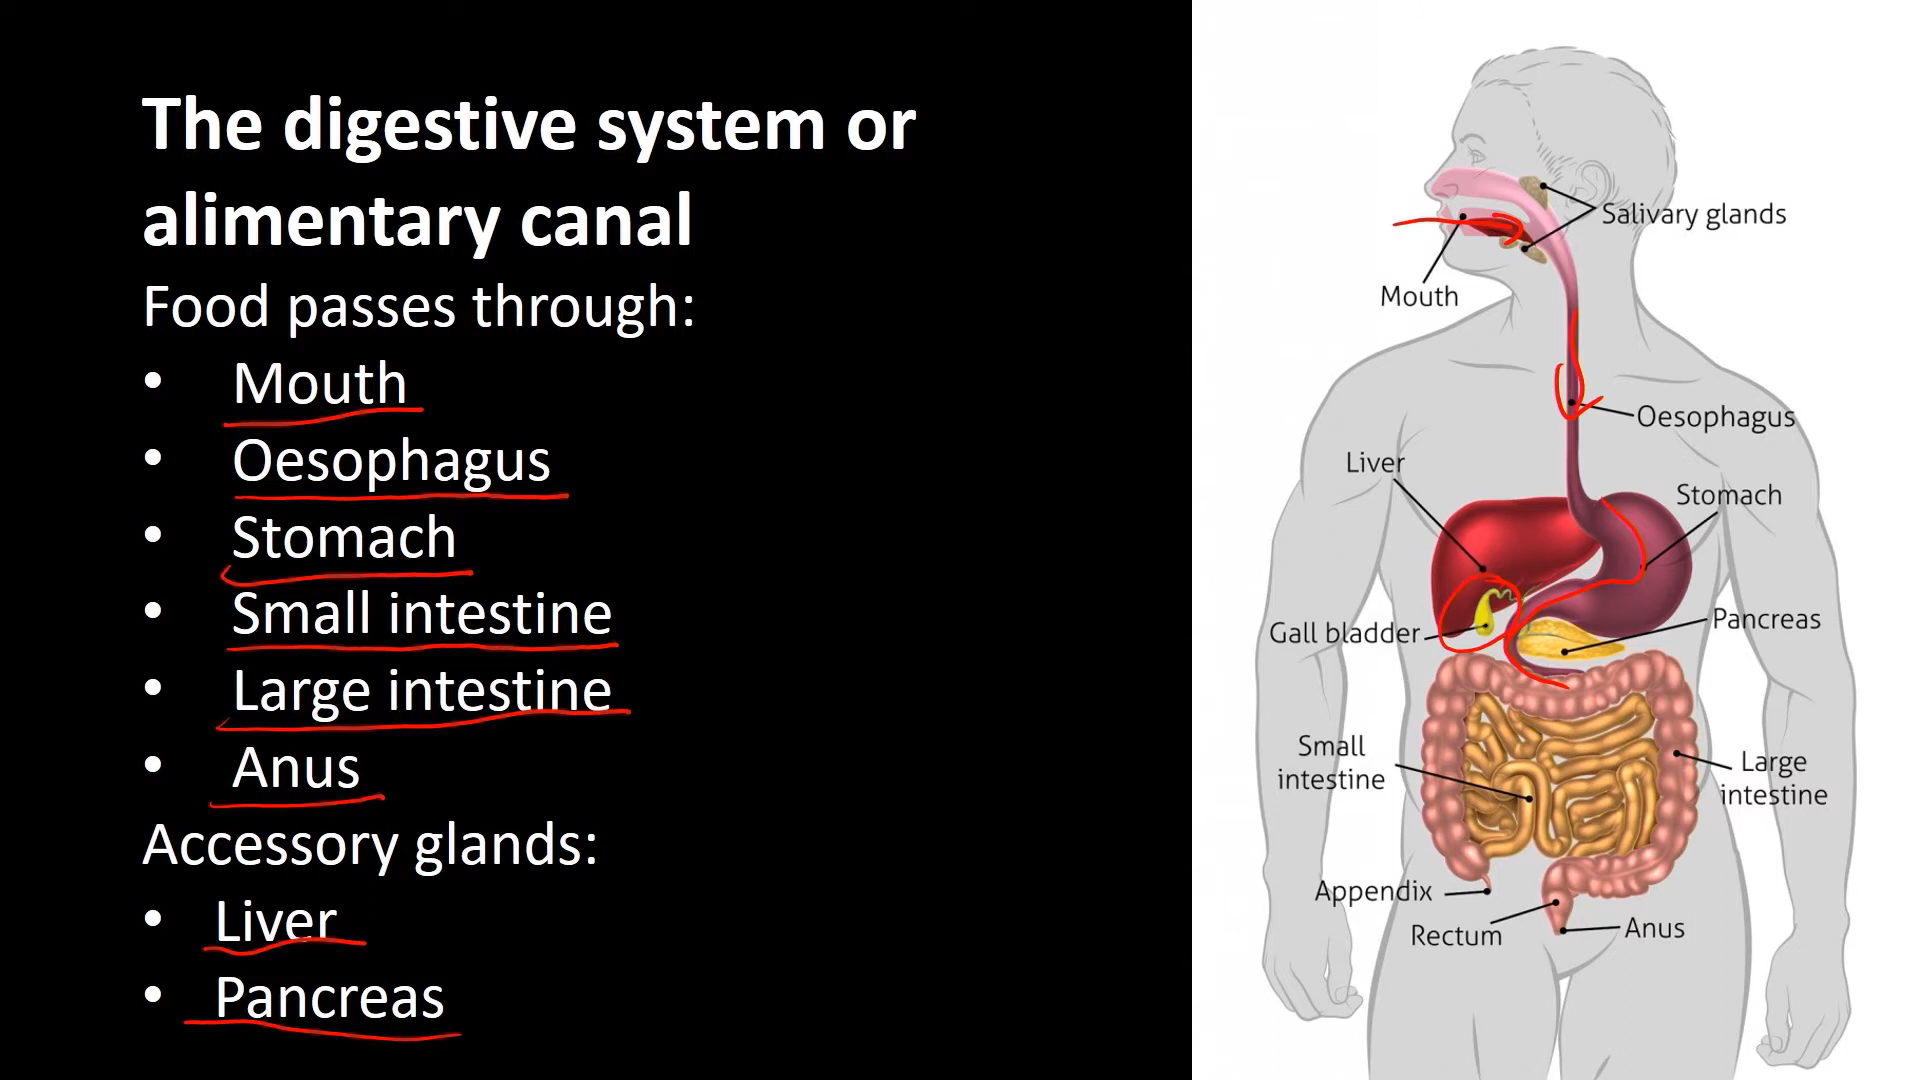 The digestive system or
alimentary canal
Food passes through:
• Mouth
• Oesophagus
• Stomach
• Small intestine
• Large intestine
• Anus
Accessory glands:
• Liver
• Pancreas
Salivary glands
Mouth
Oesophagus
Liver
Stomach
Gall bladder
Pancreas
Small
intestine
Large
intestine
Appendix
Rectum
Anus